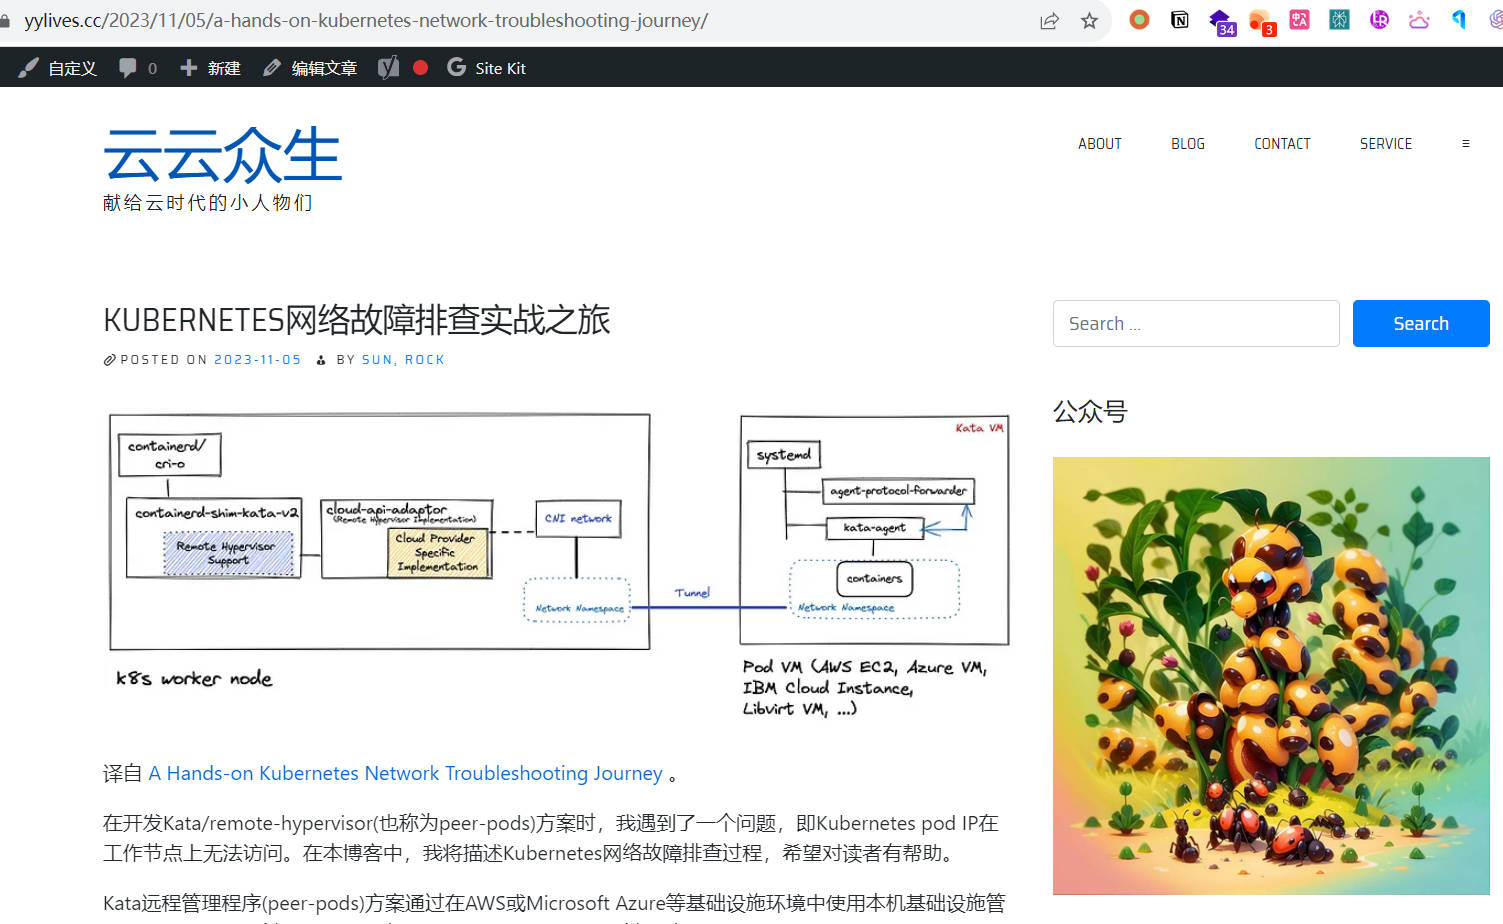 yylives.cc/2023/11/05/a-hands-on-kubernetes-network-troubleshooting-journey/
34
3
自定义 0 新建 编辑文章 Site Kit
云云众生
献给云时代的小人物们
ABOUT BLOG CONTACT SERVICE
KUBERNETES网络故障排查实战之旅
POSTED ON 2023-11-05 BY SUN, ROCK
Search ...
Search
公众号
containerd/
cri-o
containerd-shim-kata-v2
Remote Hypervisor
Support
cloud-api-adaptor
(Remote Hypervisor Implementation)
Cloud Provider
Specific
Implementation
CNI network
Network Namespace
k8s worker node
Tunnel
Kata VM
systemd
agent-protocol-forwarder
kata-agent
containers
Network Namespace
Pod VM (AWS EC2, Azure VM,
IBM Cloud Instance,
Libvirt VM, ...)
译自 A Hands-on Kubernetes Network Troubleshooting Journey 。
在开发Kata/remote-hypervisor(也称为peer-pods)方案时，我遇到了一个问题，即Kubernetes pod IP在
工作节点上无法访问。在本博客中，我将描述Kubernetes网络故障排查过程，希望对读者有帮助。
Kata远程管理程序(peer-pods)方案通过在AWS或Microsoft Azure等基础设施环境中使用本机基础设施管